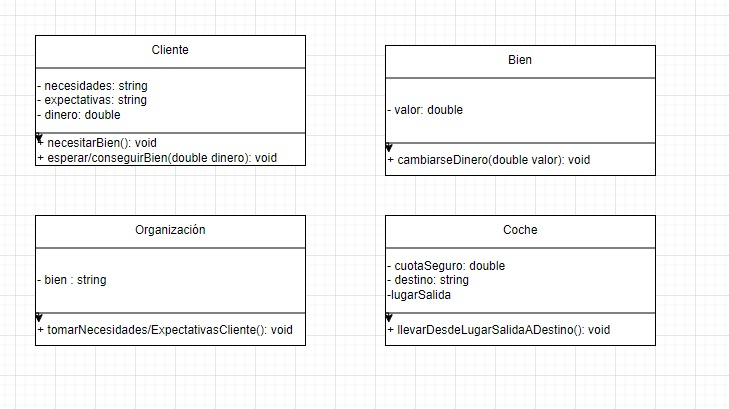 Cliente
- necesidades: string
- expectativas: string
- dinero: double
+ necesitarBien(): void
+ esperar/conseguirBien(double dinero): void
Bien
- valor: double
+ cambiarseDinero(double valor): void
Organización
- bien : string
+ tomarNecesidades/ExpectativasCliente(): void
Coche
- cuotaSeguro: double
- destino: string
-lugarSalida
+ llevarDesdeLugarSalidaADestino(): void